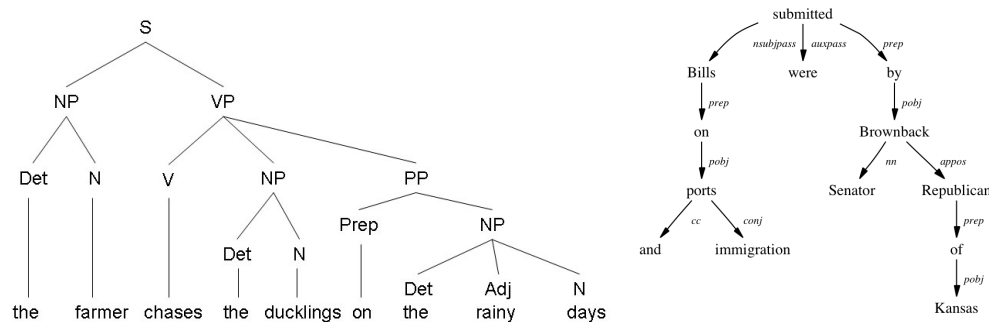 S
NP VP
Det N V NP PP
Det N Prep NP
Det Adj N
the farmer chases the ducklings on the rainy days
submitted
nsubjpass auxpass prep
Bills were by
prep pobj
on Brownback
pobj nn appos
ports Senator Republican
cc conj prep
and immigration of
pobj
Kansas